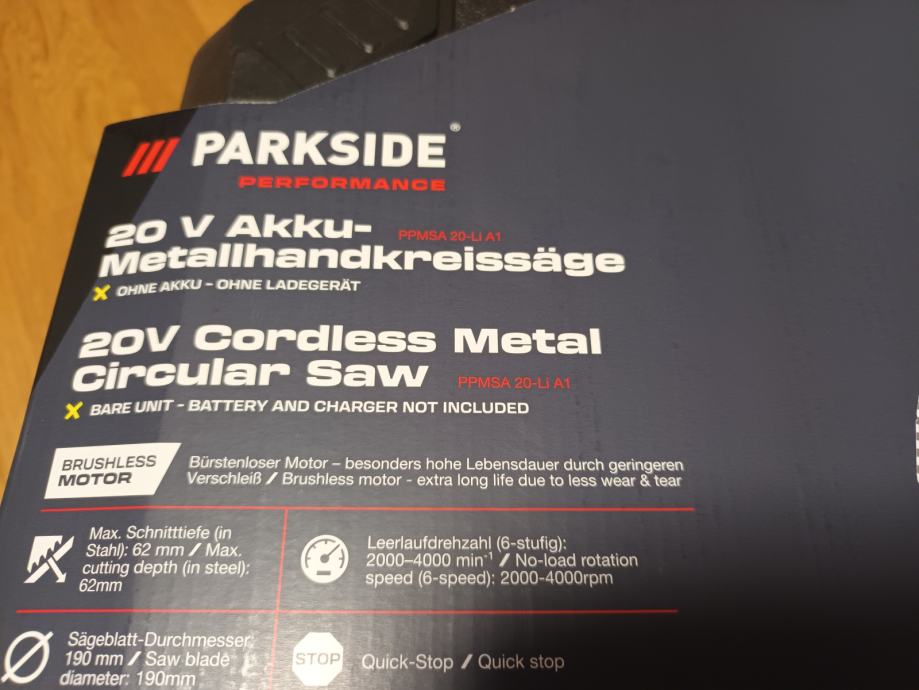 PARKSIDE®
PERFORMANCE
20 V Akku- PPMSA 20-Li A1
Metallhandkreissäge
X OHNE AKKU – OHNE LADEGERÄT
20V Cordless Metal
Circular Saw PPMSA 20-Li A1
X BARE UNIT – BATTERY AND CHARGER NOT INCLUDED
BRUSHLESS
MOTOR
Bürstenloser Motor – besonders hohe Lebensdauer durch geringeren
Verschleiß / Brushless motor - extra long life due to less wear & tear
Max. Schnitttiefe (in
Stahl): 62 mm / Max.
cutting depth (in steel):
62mm
Leerlaufdrehzahl (6-stufig):
2000–4000 min⁻¹ / No-load rotation
speed (6-speed): 2000-4000rpm
Sägeblatt-Durchmesser:
190 mm / Saw blade
diameter: 190mm
STOP
Quick-Stop / Quick stop